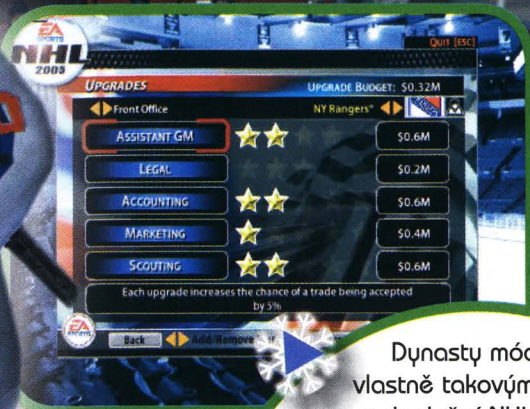 EA
SPORTS
NHL
2005
QUIT [ESC]
UPGRADES
UPGRADE BUDGET: $0.32M
Front Office
NY Rangers*
ASSISTANT GM
$0.6M
LEGAL
$0.2M
ACCOUNTING
$0.6M
MARKETING
$0.4M
SCOUTING
$0.6M
Each upgrade increases the chance of a trade being accepted
by 5%
EA
SPORTS
Back
Add/Remove
Dynasty mód
vlastně takovým